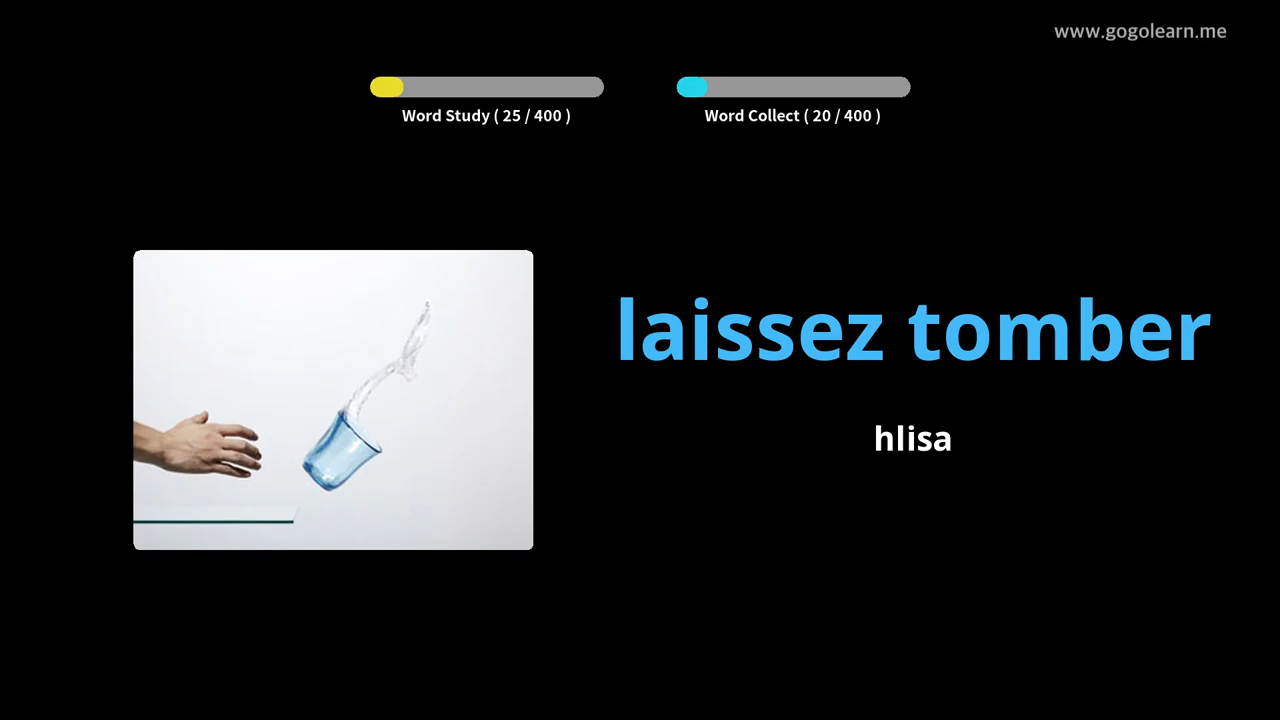 www.gogolearn.me
Word Study ( 25 / 400 )
Word Collect ( 20 / 400 )
laissez tomber
hlisa